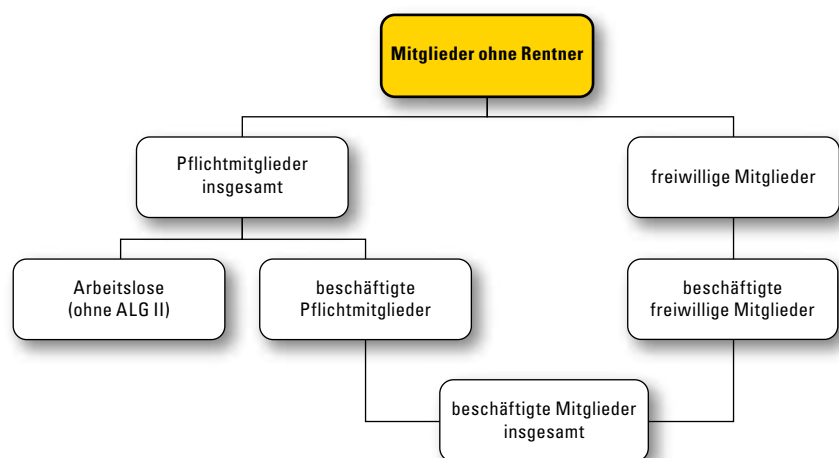 Mitglieder ohne Rentner
Pflichtmitglieder
insgesamt
freiwillige Mitglieder
Arbeitslose
(ohne ALG II)
beschäftigte
Pflichtmitglieder
beschäftigte
freiwillige Mitglieder
beschäftigte Mitglieder
insgesamt